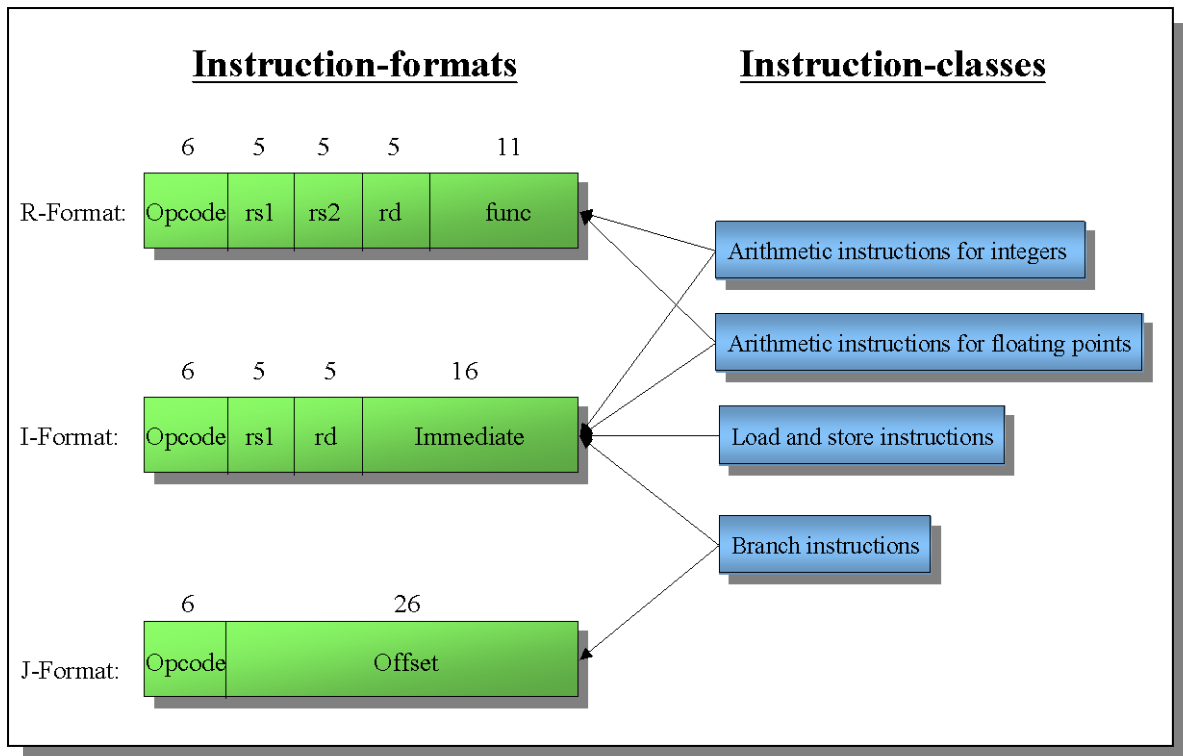 Instruction-formats
Instruction-classes
6 5 5 5 11
R-Format: Opcode rs1 rs2 rd func
Arithmetic instructions for integers
Arithmetic instructions for floating points
6 5 5 16
I-Format: Opcode rs1 rd Immediate
Load and store instructions
Branch instructions
6 26
J-Format: Opcode Offset